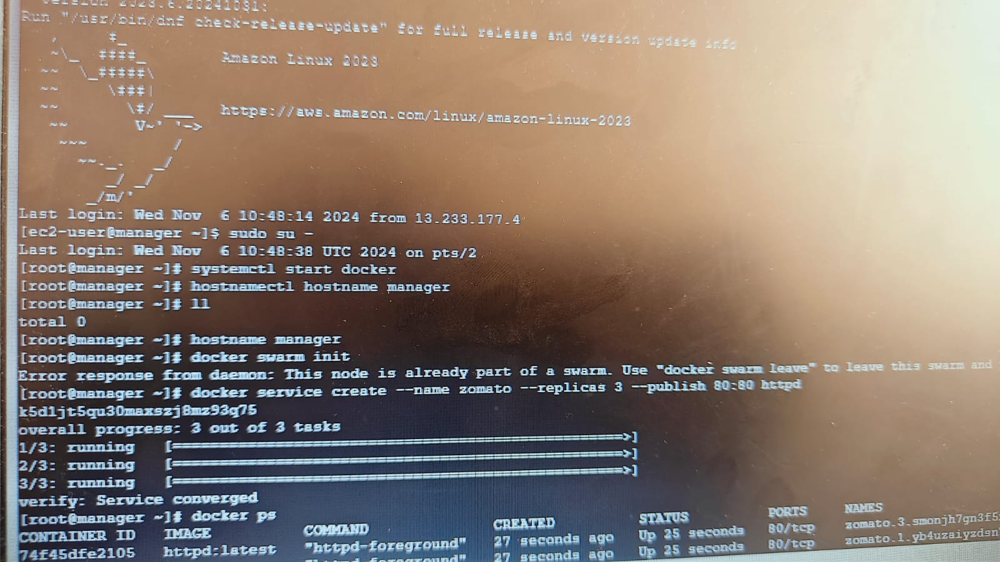 version 2023.6.20241031:
Run "/usr/bin/dnf check-release-update" for full release and version update info
   ,     #_
   ~\_  ####_        Amazon Linux 2023
  ~~  \_#####\
  ~~     \###|
  ~~       \#/ ___   https://aws.amazon.com/linux/amazon-linux-2023
   ~~       V~' '->
    ~~~         /
      ~~._.   _/
         _/ _/
       _/m/'
Last login: Wed Nov  6 10:48:14 2024 from 13.233.177.4
[ec2-user@manager ~]$ sudo su -
Last login: Wed Nov  6 10:48:38 UTC 2024 on pts/2
[root@manager ~]# systemctl start docker
[root@manager ~]# hostnamectl hostname manager
[root@manager ~]# ll
total 0
[root@manager ~]# hostname manager
[root@manager ~]# docker swarm init
Error response from daemon: This node is already part of a swarm. Use "docker swarm leave" to leave this swarm and
[root@manager ~]# docker service create --name zomato --replicas 3 --publish 80:80 httpd
k5d1jt5qu30maxszj8mz93q75
overall progress: 3 out of 3 tasks
1/3: running   [==================================================>]
2/3: running   [==================================================>]
3/3: running   [==================================================>]
verify: Service converged
[root@manager ~]# docker ps
CONTAINER ID   IMAGE          COMMAND              CREATED          STATUS          PORTS     NAMES
74f45dfe2105   httpd:latest   "httpd-foreground"   27 seconds ago   Up 25 seconds   80/tcp    zomato.3.smonjh7gn3f5
"httpd-foreground"   27 seconds ago   Up 25 seconds   80/tcp    zomato.1.yb4uzaiyzdsn